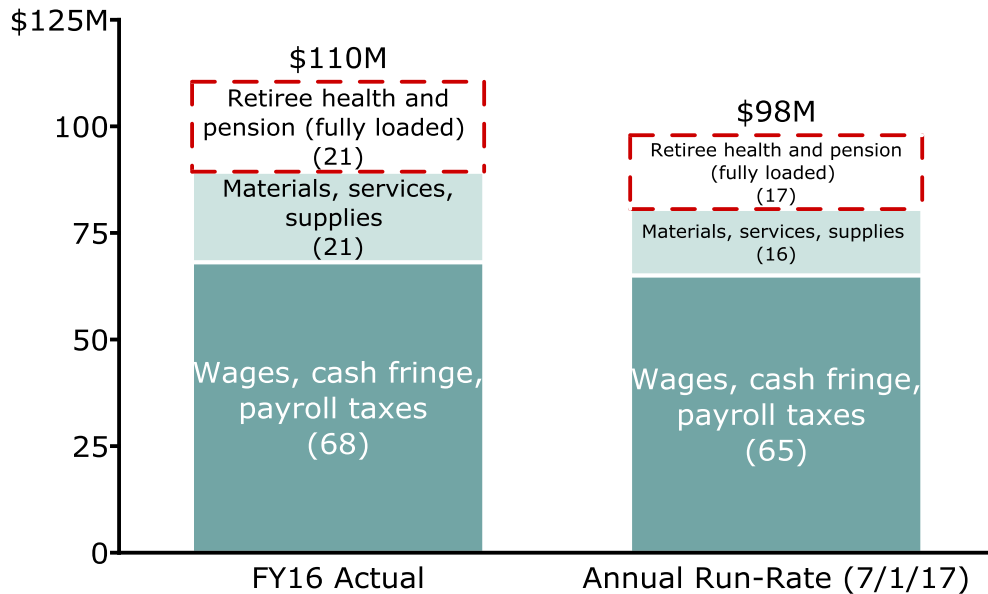 $125M
100
75
50
25
0
$110M
Retiree health and
pension (fully loaded)
(21)
Materials, services,
supplies
(21)
Wages, cash fringe,
payroll taxes
(68)
FY16 Actual
$98M
Retiree health and pension
(fully loaded)
(17)
Materials, services, supplies
(16)
Wages, cash fringe,
payroll taxes
(65)
Annual Run-Rate (7/1/17)